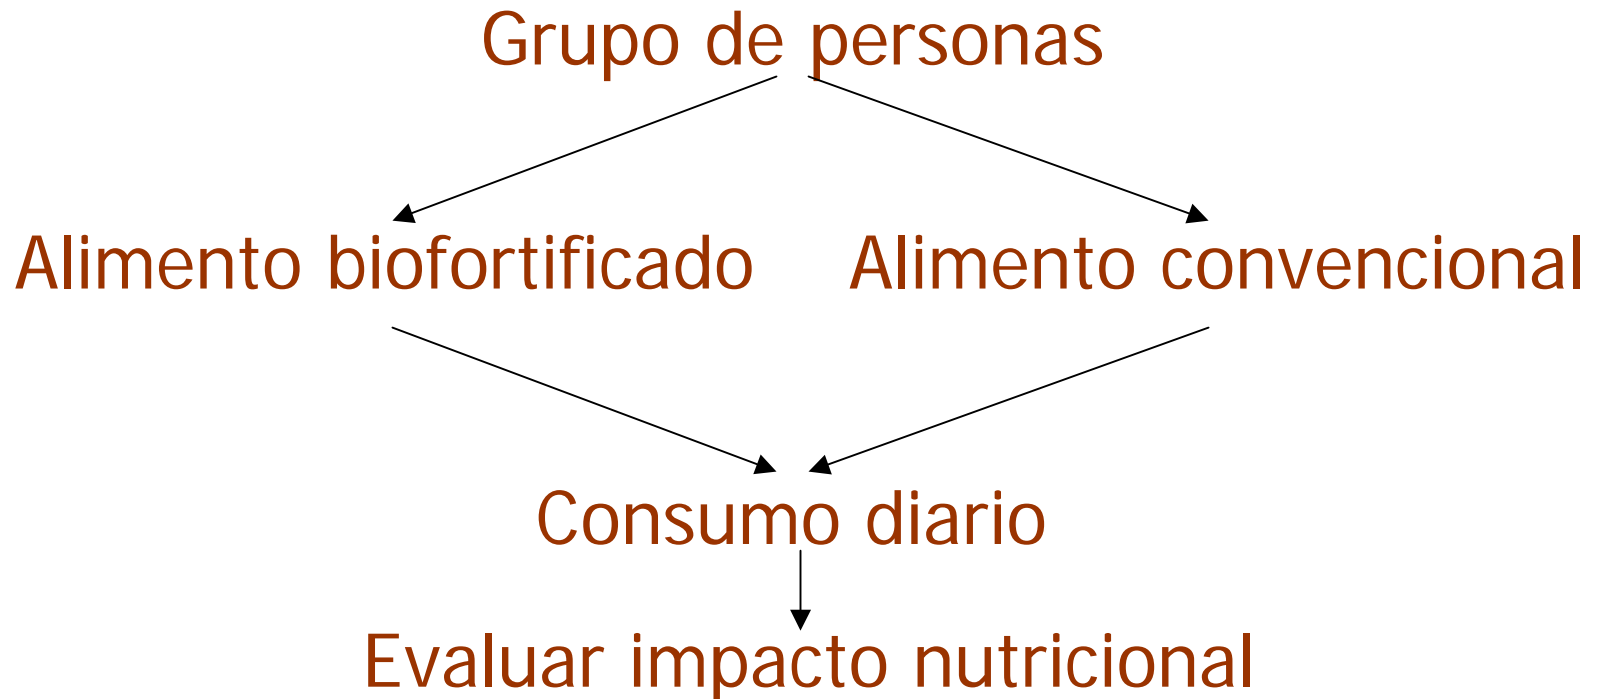 Grupo de personas
Alimento biofortificado Alimento convencional
Consumo diario
Evaluar impacto nutricional